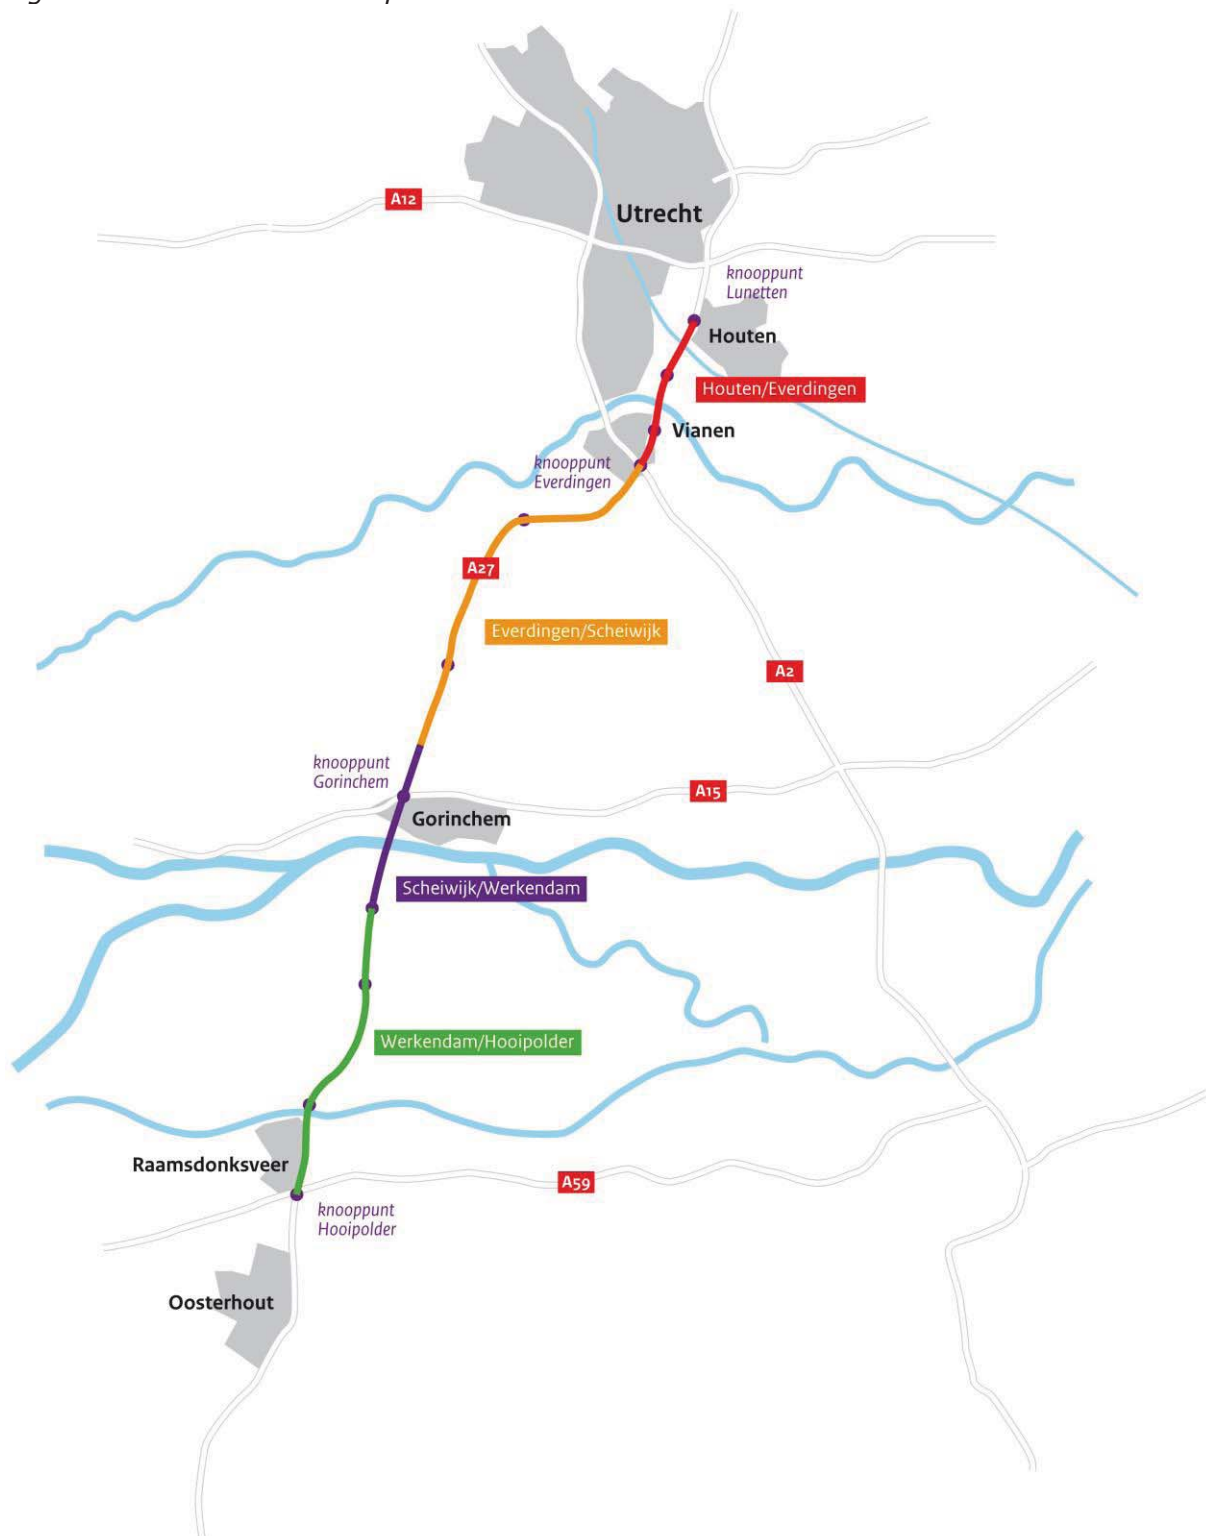 A12
Utrecht
knooppunt
Lunetten
Houten
Houten/Everdingen
Vianen
knooppunt
Everdingen
A27
Everdingen/Scheiwijk
A2
knooppunt
Gorinchem
A15
Gorinchem
Scheiwijk/Werkendam
Werkendam/Hooipolder
Raamsdonksveer
A59
knooppunt
Hooipolder
Oosterhout